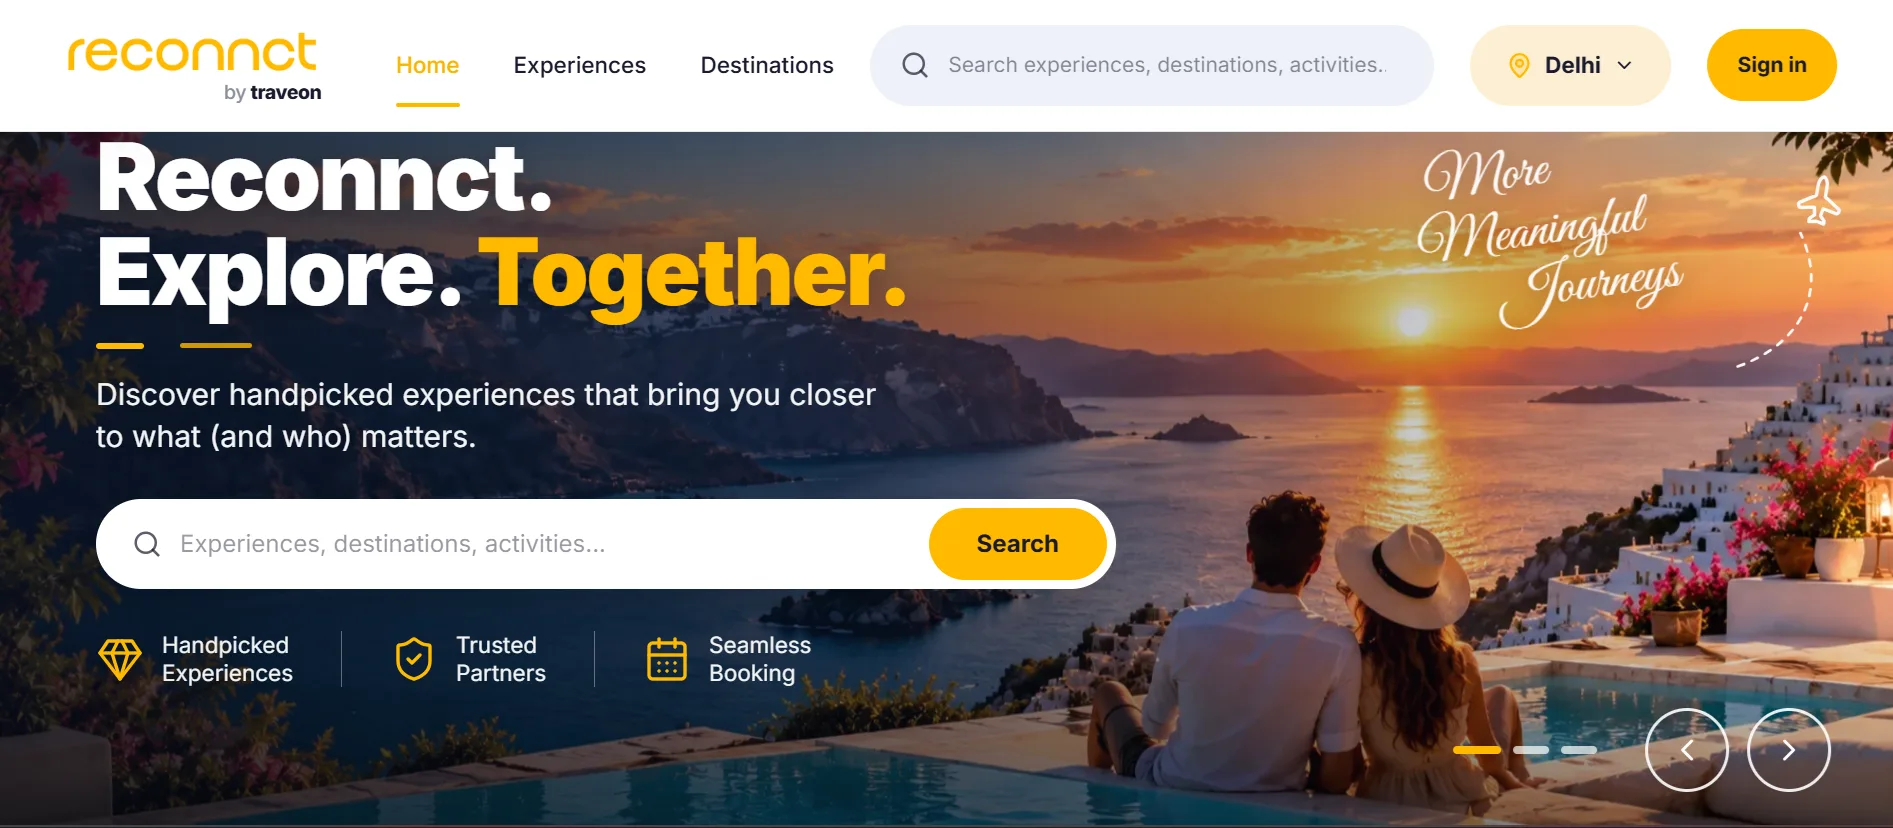 reconnct
by traveon
Home
Experiences
Destinations
Search experiences, destinations, activities..
Delhi
Sign in
Reconnct.
Explore. Together.
Discover handpicked experiences that bring you closer
to what (and who) matters.
Experiences, destinations, activities...
Search
Handpicked
Experiences
Trusted
Partners
Seamless
Booking
More
Meaningful
Journeys